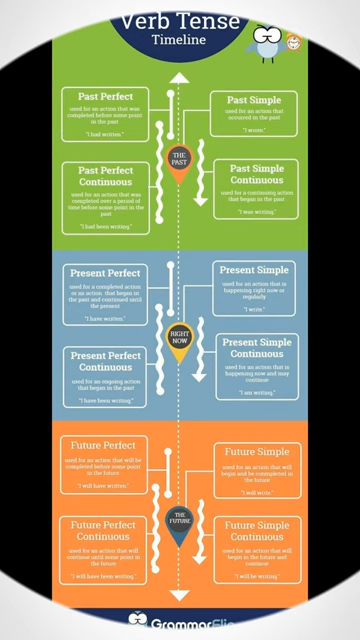 Verb Tense
Timeline
Past Perfect
used for an action that was
completed before some point
in the past
"I had written."
Past Simple
used for an action that
occurred in the past
"I wrote."
THE
PAST
Past Perfect
Continuous
used for an action that was
completed over a period of
time before some point in the
past
"I had been writing."
Past Simple
Continuous
used for a continuing action
that began in the past
"I was writing."
Present Perfect
used for a completed action
or an action that began in
the past and continued until
the present
"I have written."
Present Simple
used for an action that is
happening right now or
regularly
"I write."
RIGHT
NOW
Present Perfect
Continuous
used for an ongoing action
that began in the past
"I have been writing."
Present Simple
Continuous
used for an action that is
happening now and may
continue
"I am writing."
Future Perfect
used for an action that will be
completed before some point
in the future
"I will have written."
Future Simple
used for an action that will
begin and be completed in
the future
"I will write."
THE
FUTURE
Future Perfect
Continuous
used for an action that will
continue until some point in
the future
"I will have been writing."
Future Simple
Continuous
used for an action that will
begin in the future and
continue
"I will be writing."